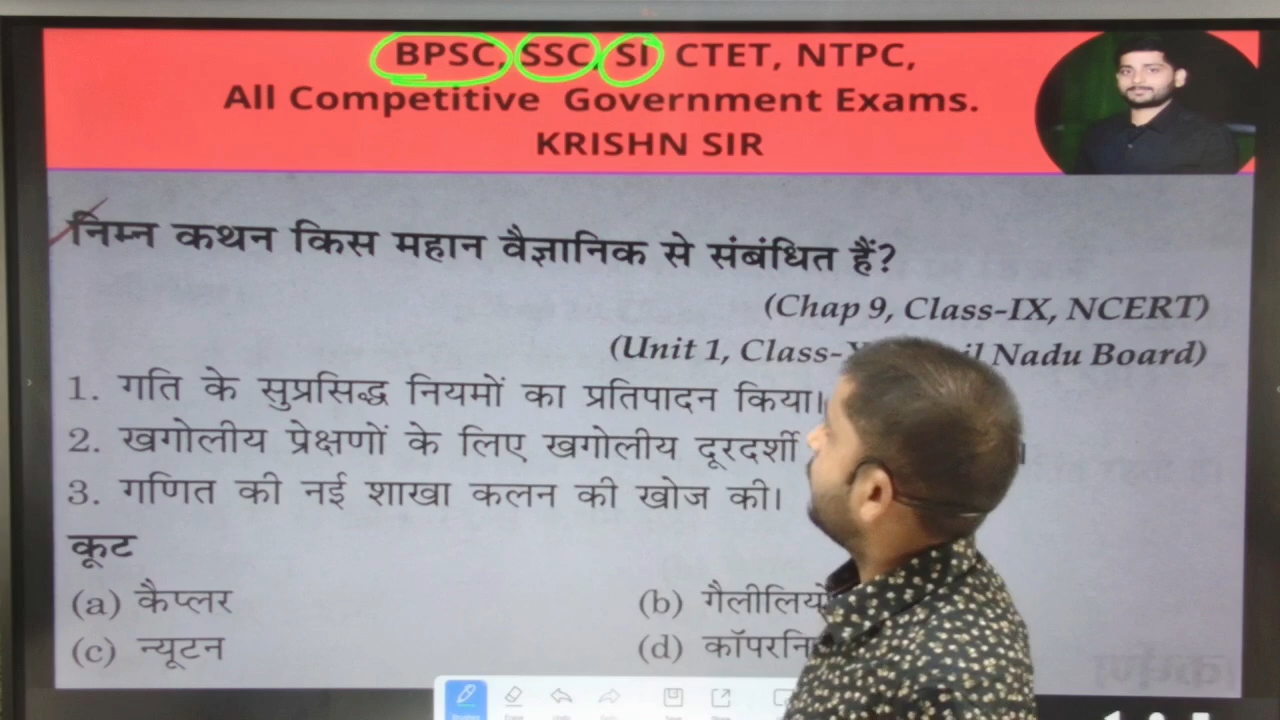 BPSC, SSC, SI CTET, NTPC,
All Competitive Government Exams.
KRISHN SIR
निम्न कथन किस महान वैज्ञानिक से संबंधित हैं?
(Chap 9, Class-IX, NCERT)
(Unit 1, Class- Nadu Board)
1. गति के सुप्रसिद्ध नियमों का प्रतिपादन किया।
2. खगोलीय प्रेक्षणों के लिए खगोलीय दूरदर्शी
3. गणित की नई शाखा कलन की खोज की।
कूट
(a) कैप्लर
(b) गैलीलियो
(c) न्यूटन
(d)